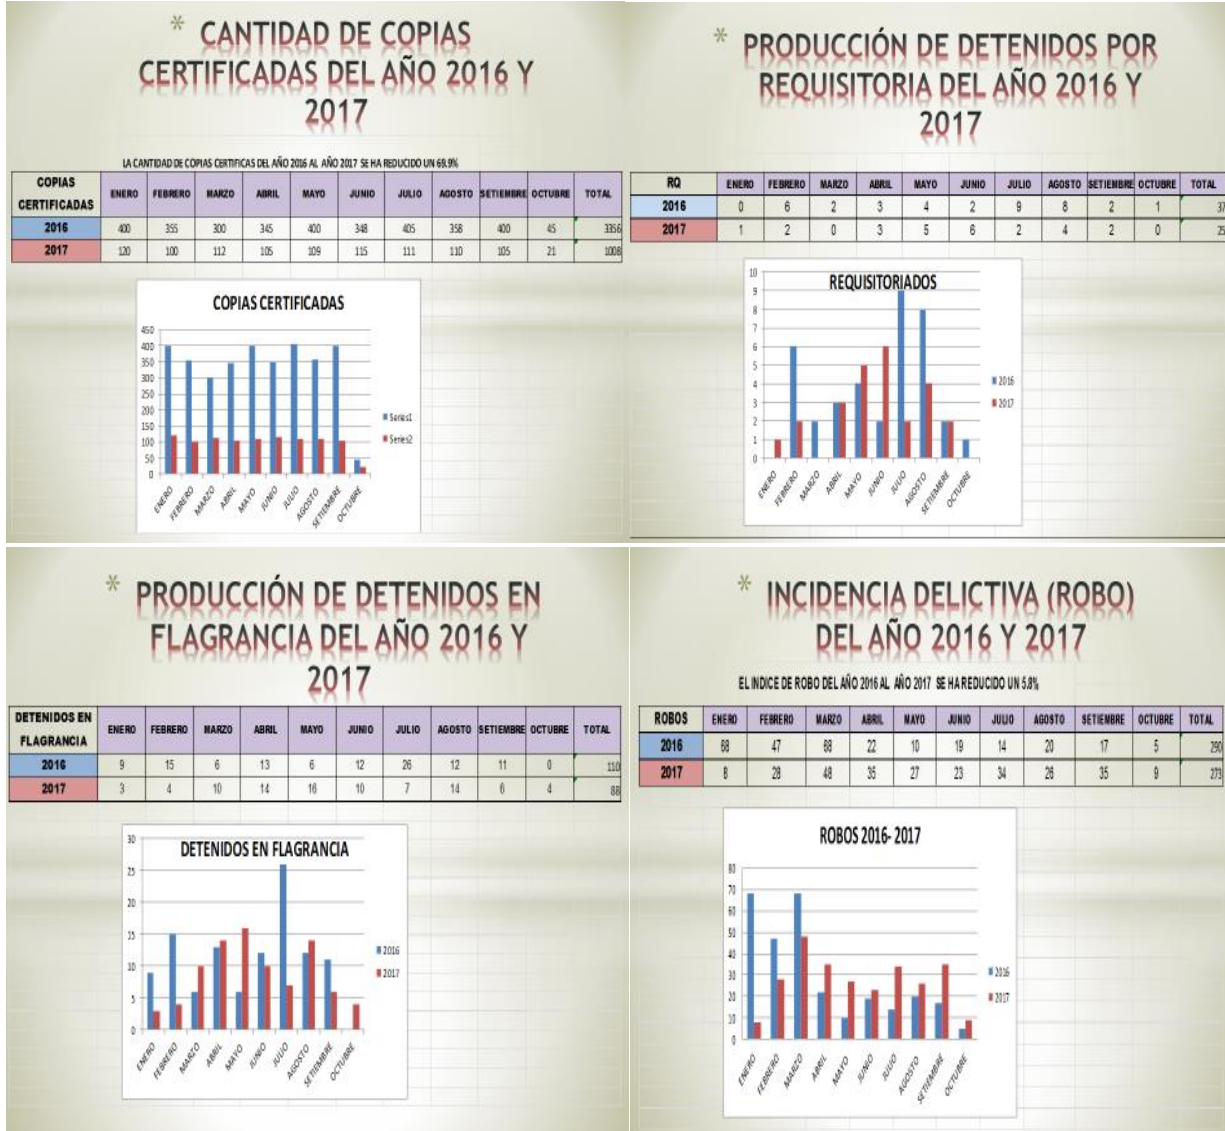 * CANTIDAD DE COPIAS
CERTIFICADAS DEL AÑO 2016 Y
2017
LA CANTIDAD DE COPIAS CERTIFICAS DEL AÑO 2016 AL AÑO 2017 SE HA REDUCIDO UN 69.9%
COPIAS CERTIFICADAS ENERO FEBRERO MARZO ABRIL MAYO JUNIO JULIO AGOSTO SETIEMBRE OCTUBRE TOTAL
2016 400 355 300 345 400 348 405 358 400 45 3356
2017 120 100 112 105 109 115 111 110 105 21 1008
COPIAS CERTIFICADAS
450
400
350
300
250
200
150
100
50
0
ENERO FEBRERO MARZO ABRIL MAYO JUNIO JULIO AGOSTO SETIEMBRE OCTUBRE
Series1
Series2
* PRODUCCIÓN DE DETENIDOS POR
REQUISITORIA DEL AÑO 2016 Y
2017
RQ ENERO FEBRERO MARZO ABRIL MAYO JUNIO JULIO AGOSTO SETIEMBRE OCTUBRE TOTAL
2016 0 6 2 3 4 2 9 8 2 1 37
2017 1 2 0 3 5 6 2 4 2 0 25
REQUISITORIADOS
10
9
8
7
6
5
4
3
2
1
0
ENERO FEBRERO MARZO ABRIL MAYO JUNIO JULIO AGOSTO SETIEMBRE OCTUBRE
2016
2017
* PRODUCCIÓN DE DETENIDOS EN
FLAGRANCIA DEL AÑO 2016 Y
2017
DETENIDOS EN FLAGRANCIA ENERO FEBRERO MARZO ABRIL MAYO JUNIO JULIO AGOSTO SETIEMBRE OCTUBRE TOTAL
2016 9 15 6 13 6 12 26 12 11 0 110
2017 3 4 10 14 16 10 7 14 6 4 88
DETENIDOS EN FLAGRANCIA
30
25
20
15
10
5
0
ENERO FEBRERO MARZO ABRIL MAYO JUNIO JULIO AGOSTO SETIEMBRE OCTUBRE
2016
2017
* INCIDENCIA DELICTIVA (ROBO)
DEL AÑO 2016 Y 2017
EL INDICE DE ROBO DEL AÑO 2016 AL AÑO 2017 SE HA REDUCIDO UN 5.8%
ROBOS ENERO FEBRERO MARZO ABRIL MAYO JUNIO JULIO AGOSTO SETIEMBRE OCTUBRE TOTAL
2016 68 47 68 22 10 19 14 20 17 5 290
2017 8 28 48 35 27 23 34 26 35 9 273
ROBOS 2016- 2017
80
70
60
50
40
30
20
10
0
ENERO FEBRERO MARZO ABRIL MAYO JUNIO JULIO AGOSTO SETIEMBRE OCTUBRE
2016
2017